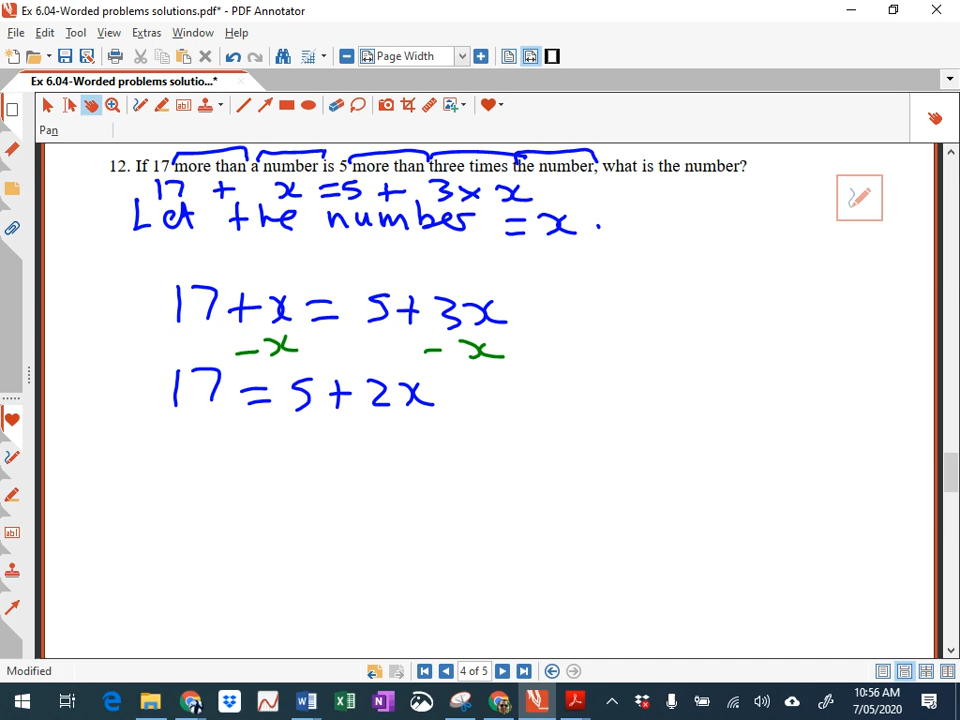 Ex 6.04-Worded problems solutions.pdf* - PDF Annotator
File Edit Tool View Extras Window Help
Page Width
Ex 6.04-Worded problems solutio...*
Pan
12. If 17 more than a number is 5 more than three times the number, what is the number?
17 + x = 5 + 3 × x
Let the number = x.
17 + x = 5 + 3x
- x - x
17 = 5 + 2x
4 of 5
Modified
10:56 AM
7/05/2020